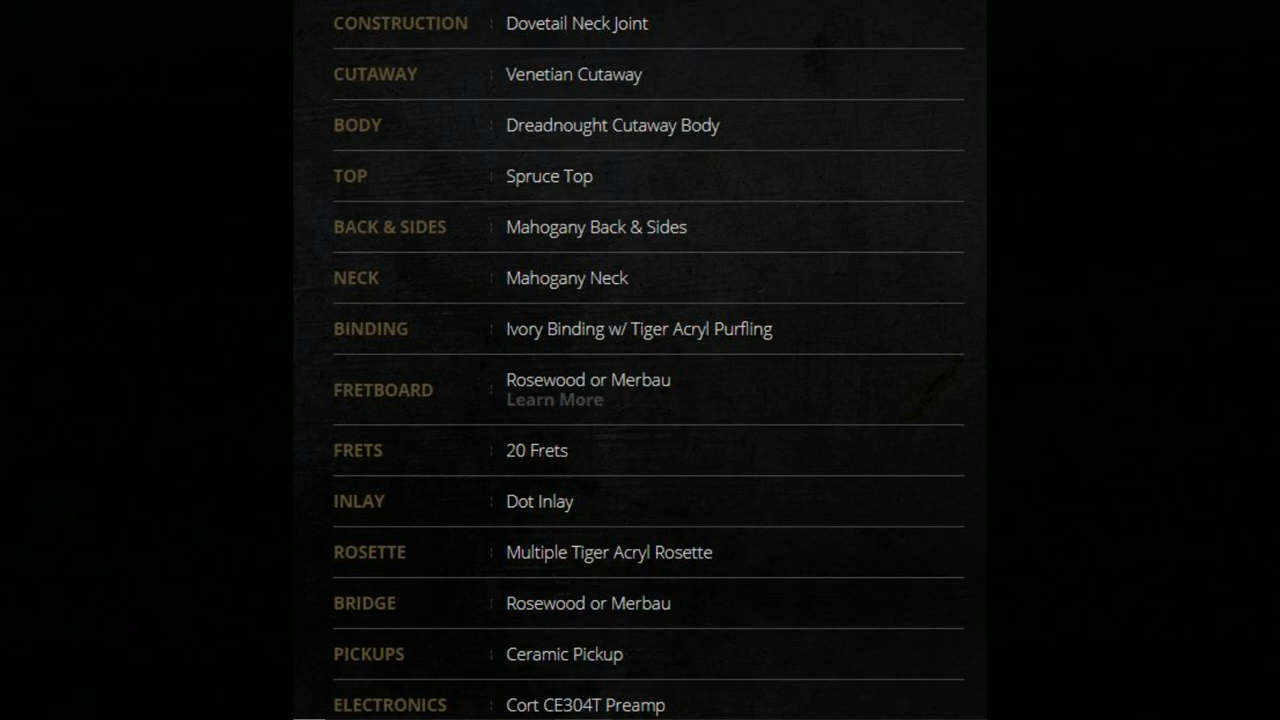 CONSTRUCTION : Dovetail Neck Joint
CUTAWAY : Venetian Cutaway
BODY : Dreadnought Cutaway Body
TOP : Spruce Top
BACK & SIDES : Mahogany Back & Sides
NECK : Mahogany Neck
BINDING : Ivory Binding w/ Tiger Acryl Purfling
FRETBOARD : Rosewood or Merbau
Learn More
FRETS : 20 Frets
INLAY : Dot Inlay
ROSETTE : Multiple Tiger Acryl Rosette
BRIDGE : Rosewood or Merbau
PICKUPS : Ceramic Pickup
ELECTRONICS : Cort CE304T Preamp